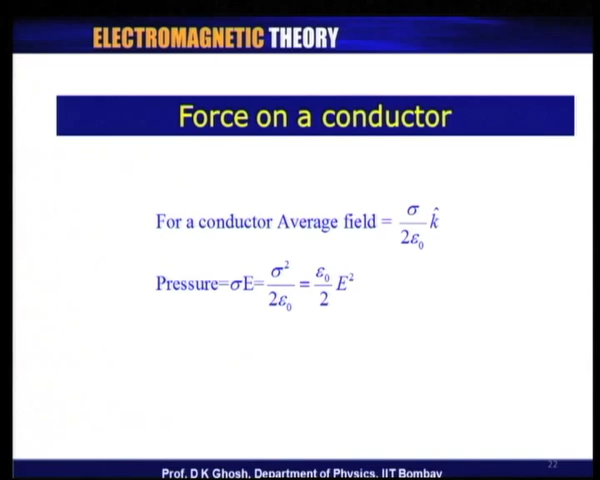 ELECTROMAGNETIC THEORY
Force on a conductor
For a conductor Average field = σ/2ε₀ k̂
Pressure=σE= σ²/2ε₀ = ε₀/2 E²
22
Prof. D K Ghosh, Department of Physics, IIT Bombay